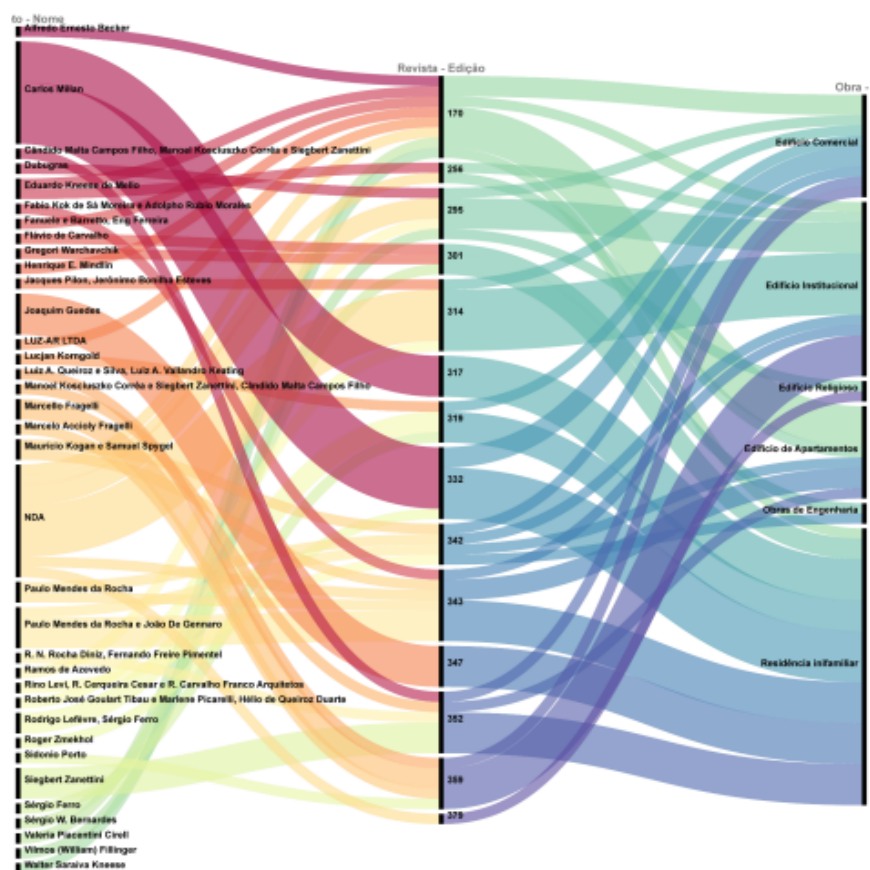 to - Nome
Alfredo Ernesto Becker
Carlos Milan
Cândido Malta Campos Filho, Manoel Kosciuszko Corrêa e Siegbert Zanettini
Dubugras
Eduardo Kneese de Mello
Fabio Kok de Sá Moreira e Adolpho Rubio Morales
Fanuele e Barretto, Eng Ferreira
Flávio de Carvalho
Gregori Warchavchik
Henrique E. Mindlin
Jacques Pilon, Jerônimo Bonilha Esteves
Joaquim Guedes
LUZ-AR LTDA
Lucjan Korngold
Luiz A. Queiroz e Silva, Luiz A. Vallandro Keating
Manoel Kosciuszko Corrêa e Siegbert Zanettini, Cândido Malta Campos Filho
Marcello Fragelli
Marcelo Accioly Fragelli
Mauricio Kogan e Samuel Spygel
NDA
Paulo Mendes da Rocha
Paulo Mendes da Rocha e João De Gennaro
R. N. Rocha Diniz, Fernando Freire Pimentel
Ramos de Azevedo
Rino Levi, R. Cerqueira Cesar e R. Carvalho Franco Arquitetos
Roberto José Goulart Tibau e Marlene Picarelli, Hélio de Queiroz Duarte
Rodrigo Lefèvre, Sérgio Ferro
Roger Zmekhol
Sidonio Porto
Siegbert Zanettini
Sérgio Ferro
Sérgio W. Bernardes
Valeria Piacentini Cirell
Vilmos (William) Fillinger
Walter Saraiva Kneese
Revista - Edição
170
256
295
301
314
317
319
332
342
343
347
352
359
379
Obra -
Edifício Comercial
Edifício Institucional
Edifício Religioso
Edifício de Apartamentos
Obras de Engenharia
Residência inifamiliar